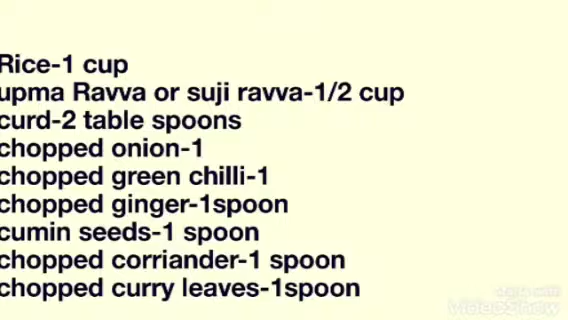 Rice-1 cup
upma Ravva or suji ravva-1/2 cup
curd-2 table spoons
chopped onion-1
chopped green chilli-1
chopped ginger-1spoon
cumin seeds-1 spoon
chopped corriander-1 spoon
chopped curry leaves-1spoon
VideoShow